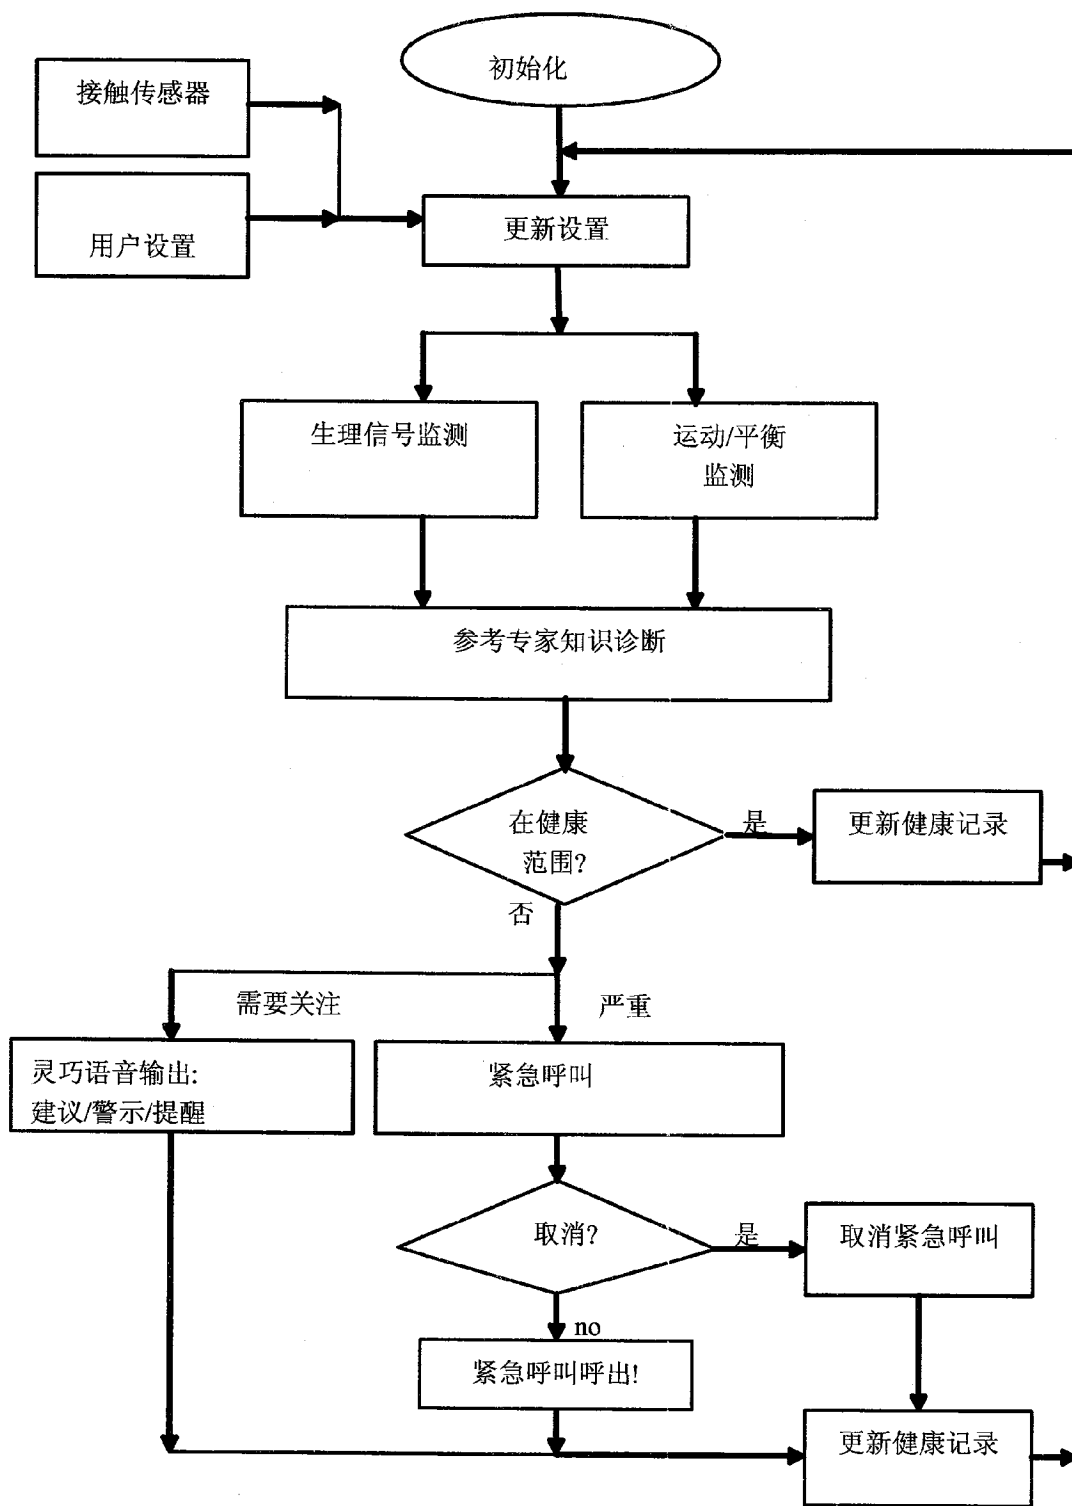 初始化
接触传感器
用户设置
更新设置
生理信号监测
运动/平衡
监测
参考专家知识诊断
在健康
范围?
是
更新健康记录
否
需要关注
严重
灵巧语音输出:
建议/警示/提醒
紧急呼叫
取消?
是
取消紧急呼叫
no
紧急呼叫呼出!
更新健康记录